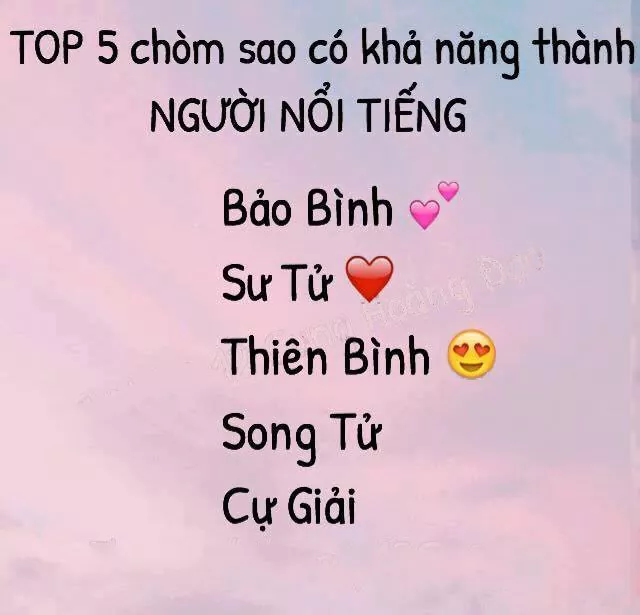 TOP 5 chòm sao có khả năng thành
NGƯỜI NỔI TIẾNG
Bảo Bình 💕
Sư Tử ❤️
Thiên Bình 😍
Song Tử
Cự Giải